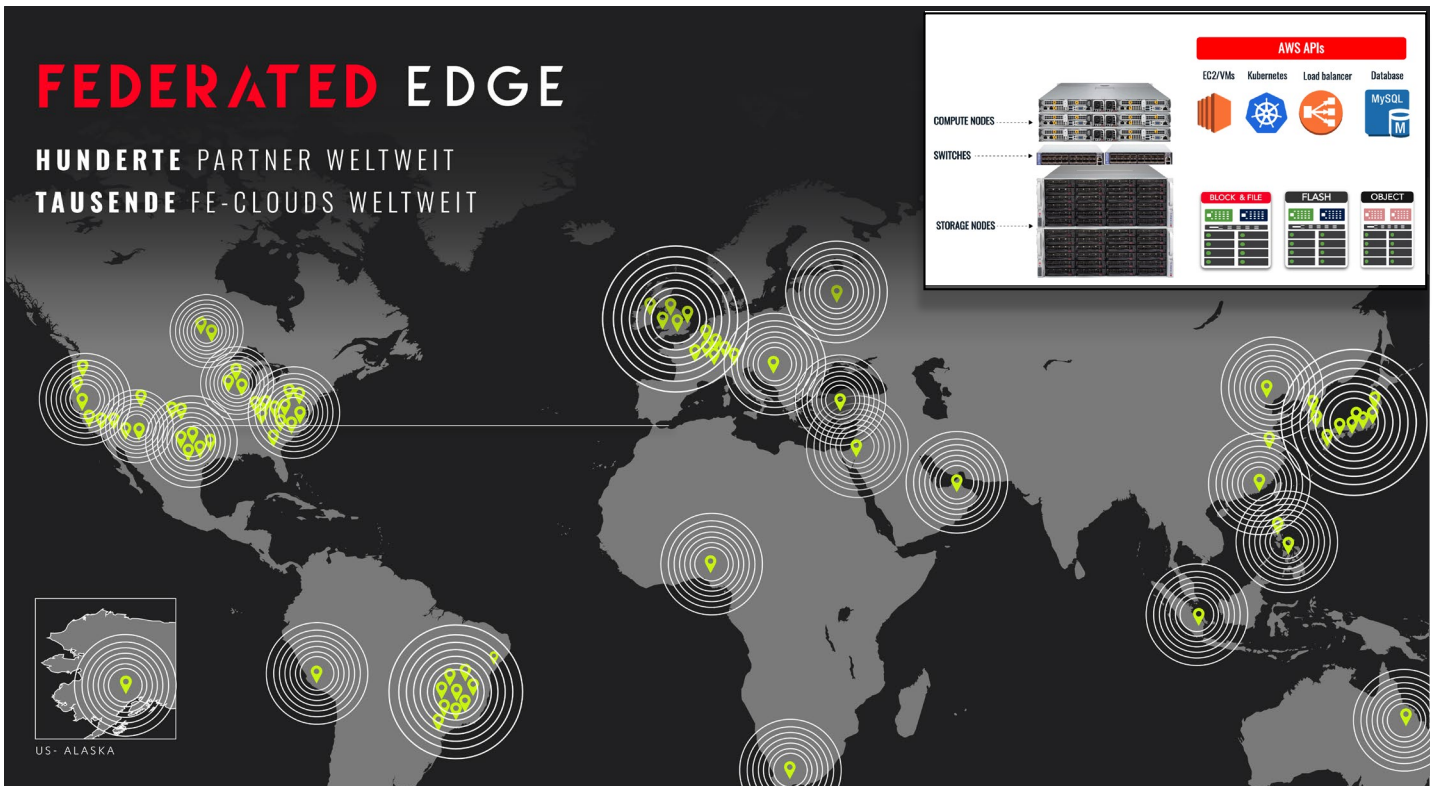 FEDERATED EDGE
HUNDERTE PARTNER WELTWEIT
TAUSENDE FE-CLOUDS WELTWEIT
AWS APIs
EC2/VMs Kubernetes Load balancer Database
MySQL
M
COMPUTE NODES
SWITCHES
STORAGE NODES
BLOCK & FILE FLASH OBJECT
US- ALASKA